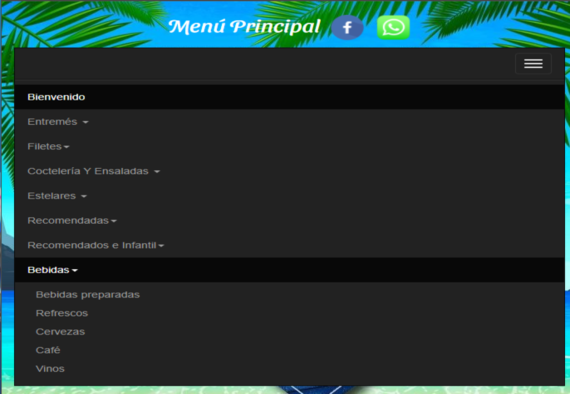 Menú Principal
Bienvenido
Entremés
Filetes
Coctelería Y Ensaladas
Estelares
Recomendadas
Recomendados e Infantil
Bebidas
Bebidas preparadas
Refrescos
Cervezas
Café
Vinos